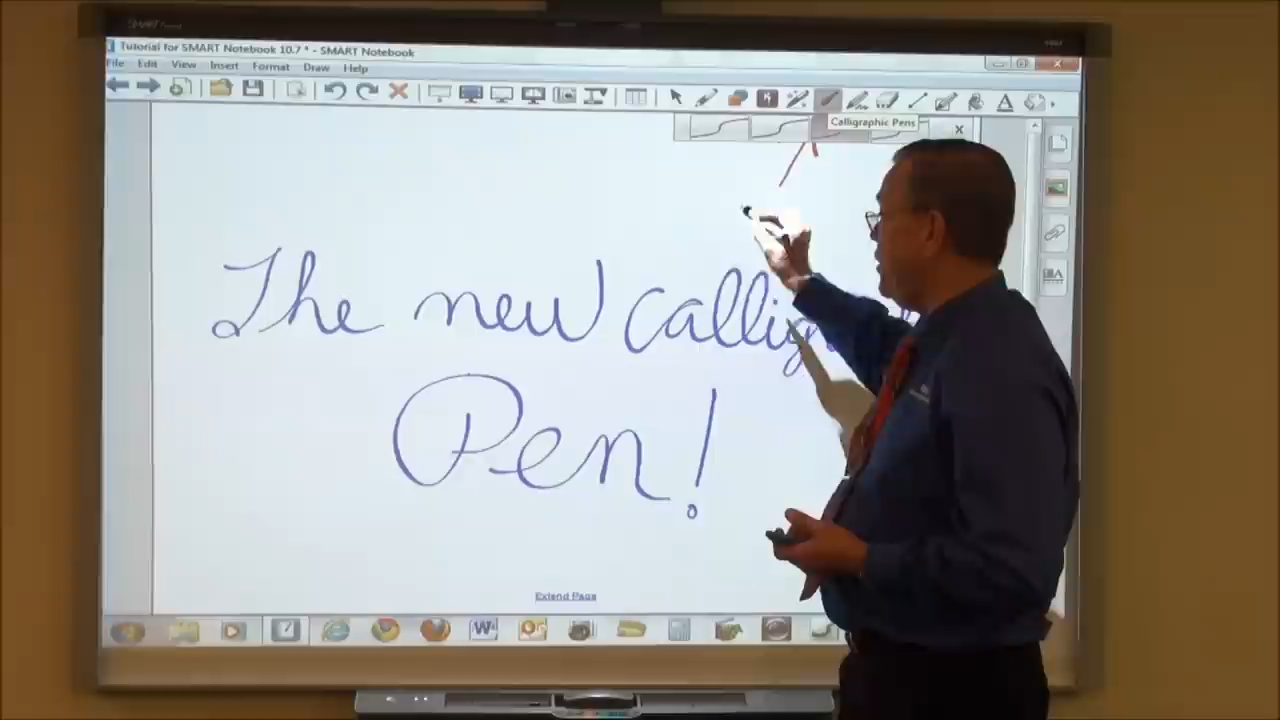 SMART
Tutorial for SMART Notebook 10.7 * - SMART Notebook
File Edit View Insert Format Draw Help
Calligraphic Pens
The new
Pen!
Extend Page